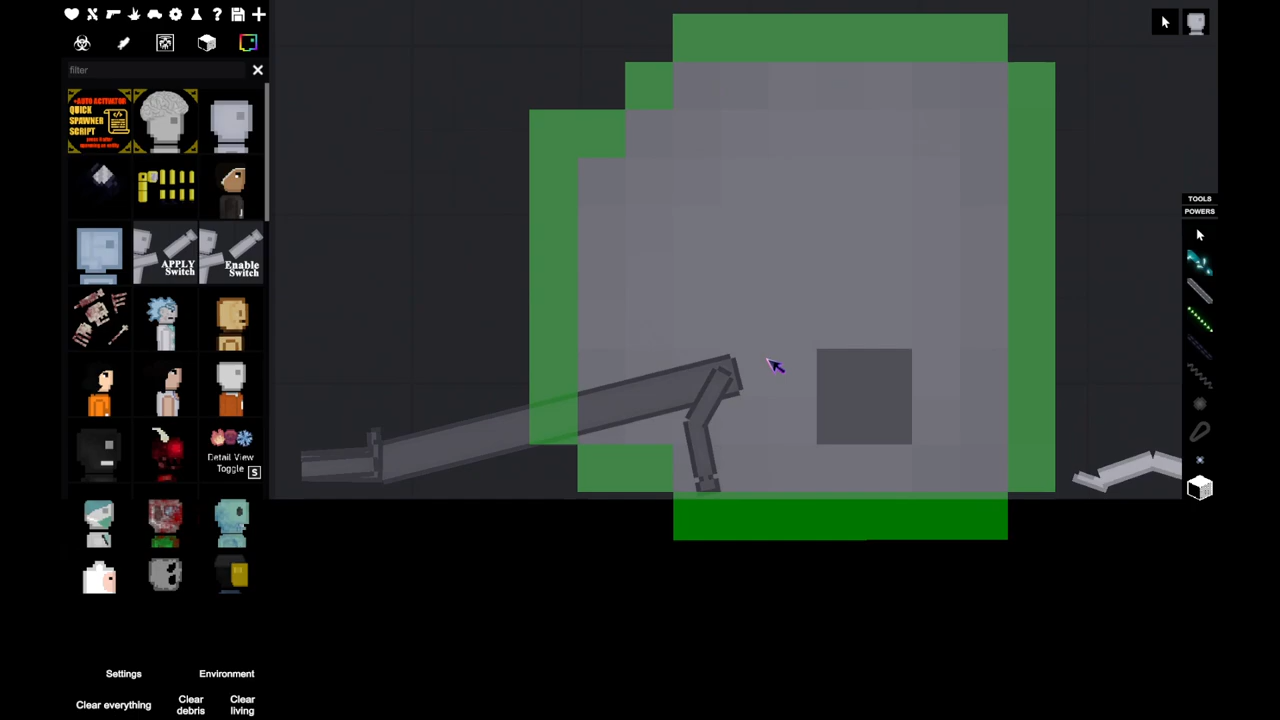 filter
+AUTO ACTIVATOR
QUICK
SPAWNER
SCRIPT
APPLY
Switch
Enable
Switch
Detail View
Toggle
S
TOOLS
POWERS
Settings
Environment
Clear everything
Clear
debris
Clear
living